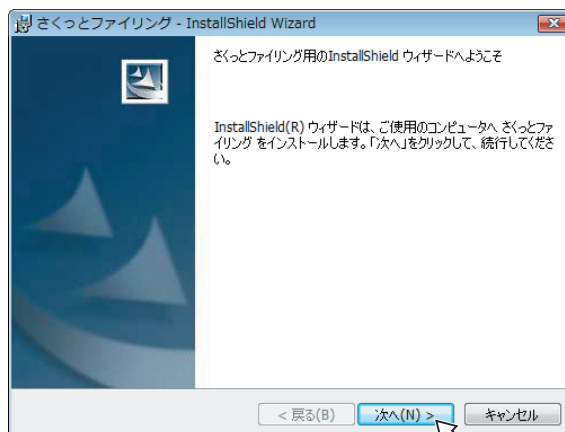 さくっとファイリング - InstallShield Wizard
さくっとファイリング用のInstallShield ウィザードへようこそ
InstallShield(R) ウィザードは、ご使用のコンピュータへ さくっとファ
イリング をインストールします。「次へ」をクリックして、続行してくださ
い。
< 戻る(B)
次へ(N) >
キャンセル